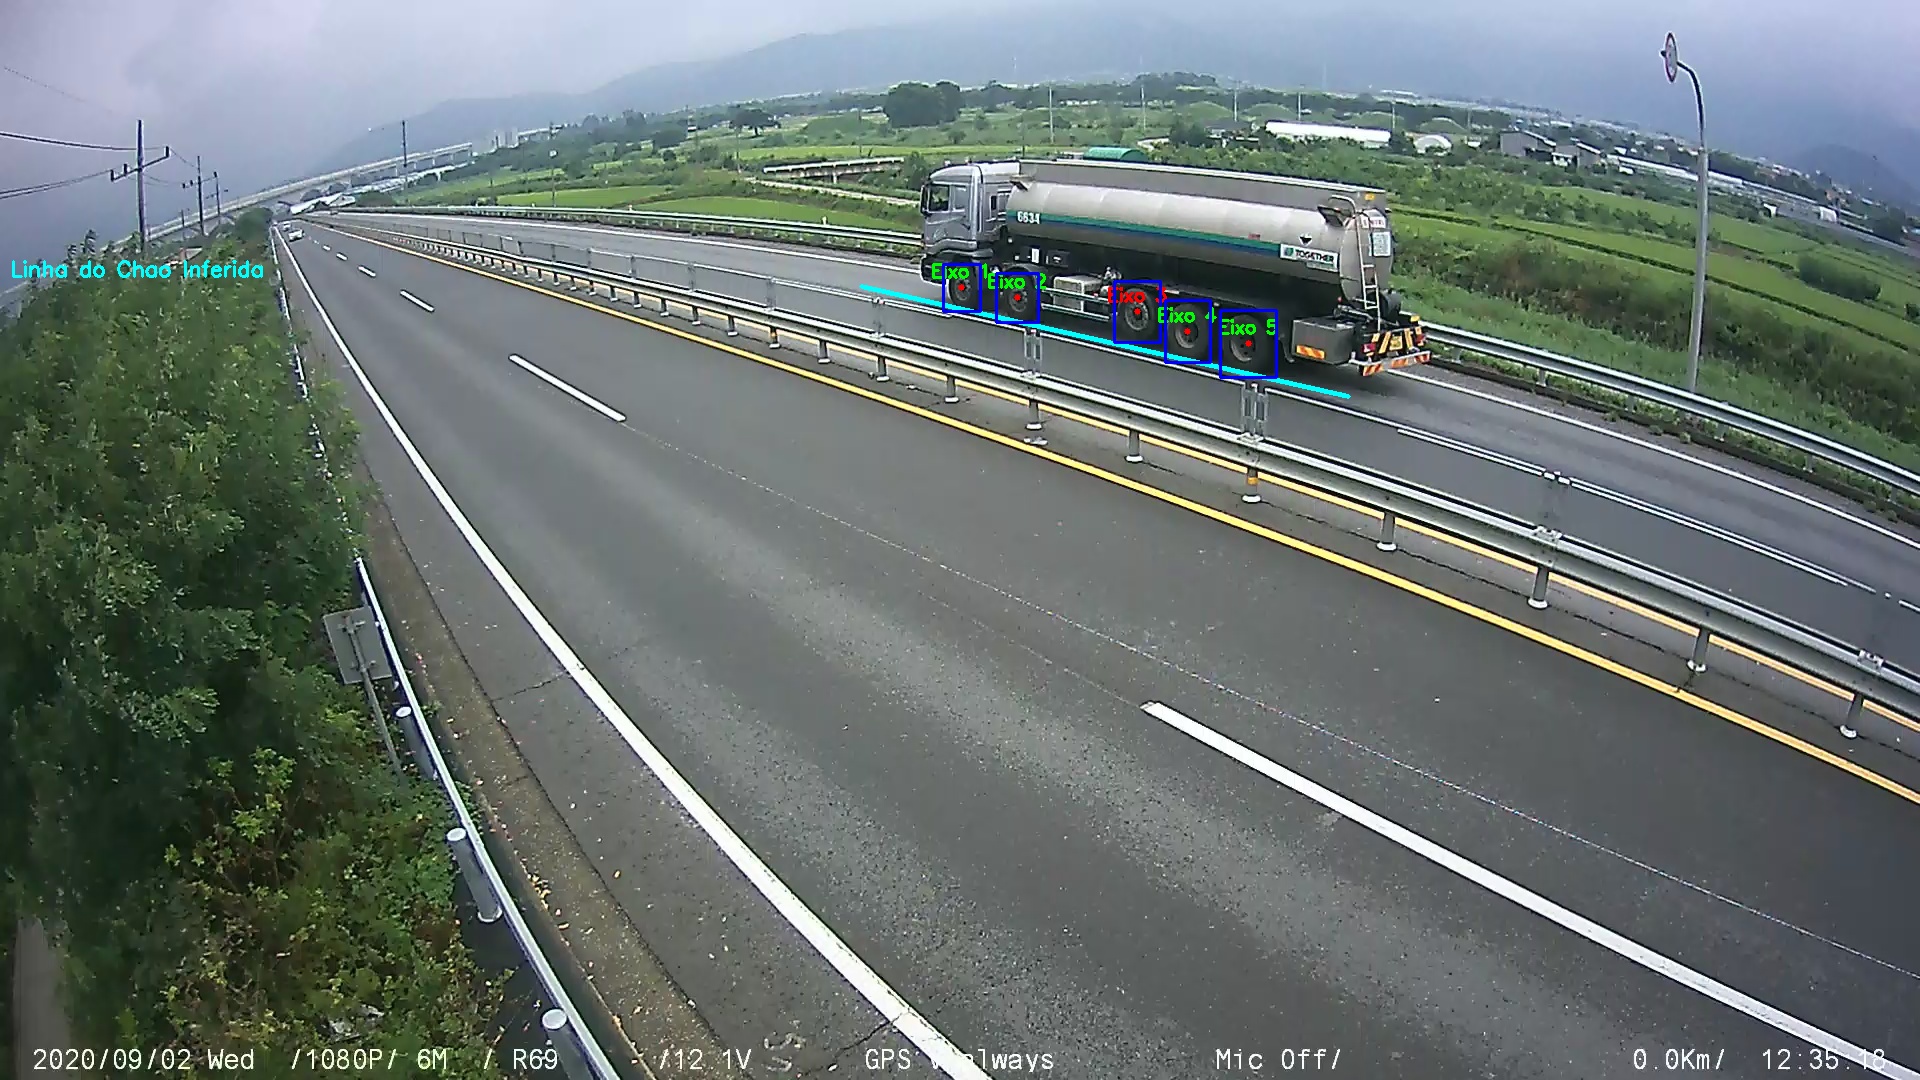 Linha do Chao Inferida
6634
TOGETHER
Eixo 1
Eixo 2
Eixo 3
Eixo 4
Eixo 5
2020/09/02 Wed /1080P/ 6M / R69 /12.1V GPS: Always Mic Off/ 0.0Km/ 12:35:18